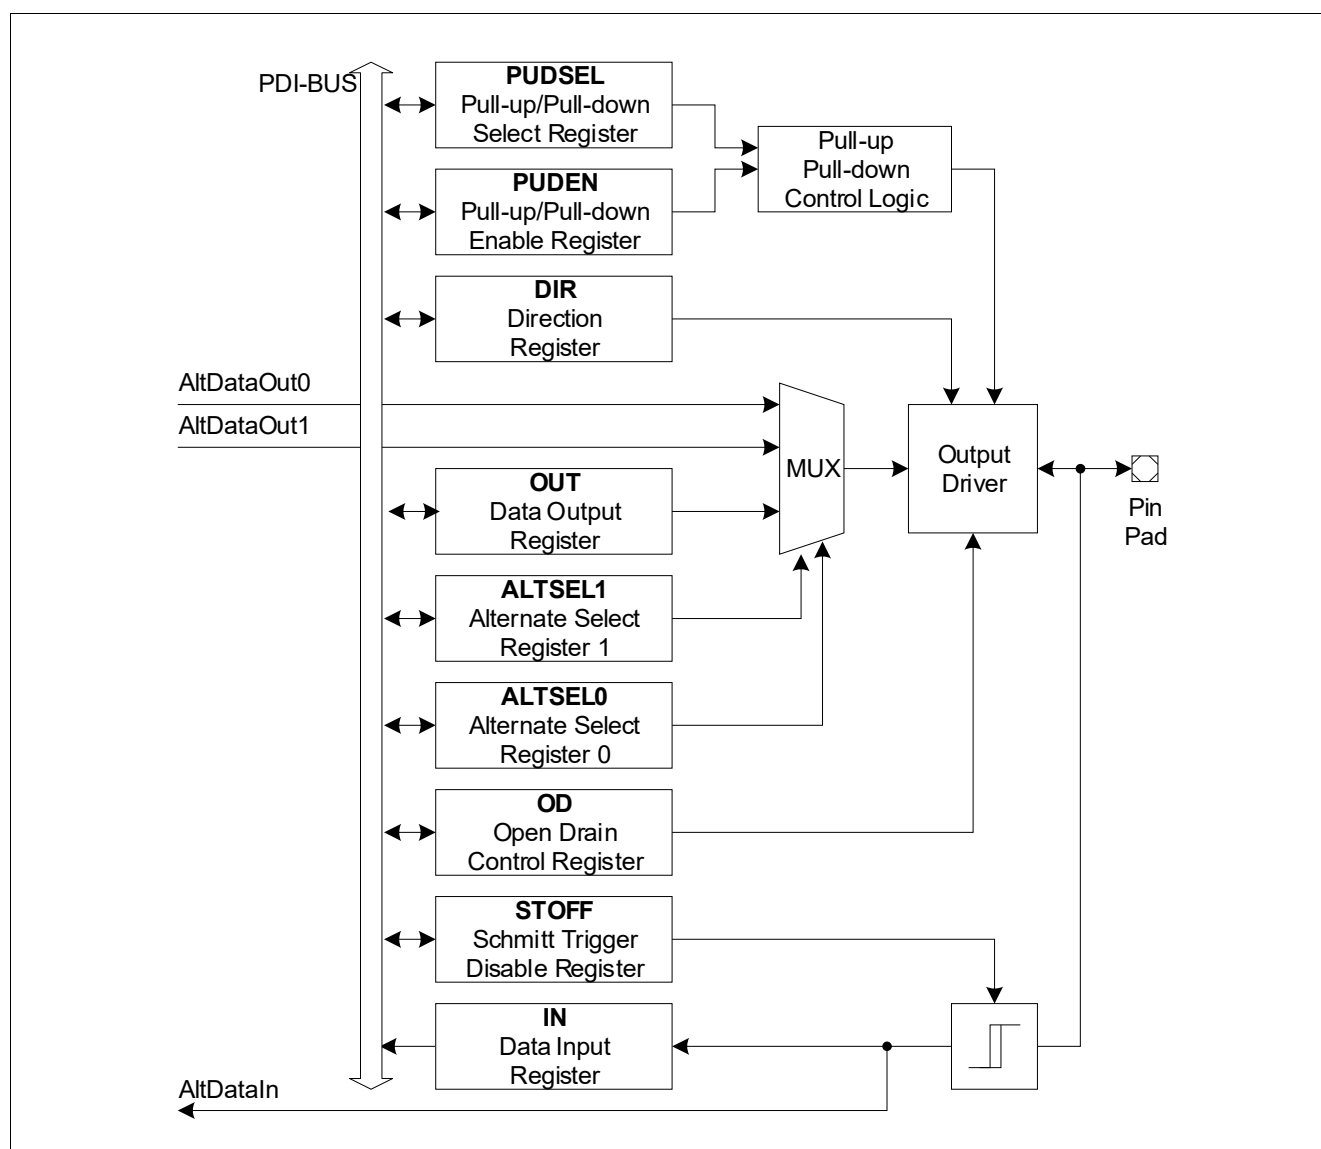 PDI-BUS
PUDSEL
Pull-up/Pull-down
Select Register
Pull-up
Pull-down
Control Logic
PUDEN
Pull-up/Pull-down
Enable Register
DIR
Direction
Register
AltDataOut0
AltDataOut1
MUX
Output
Driver
Pin
Pad
OUT
Data Output
Register
ALTSEL1
Alternate Select
Register 1
ALTSEL0
Alternate Select
Register 0
OD
Open Drain
Control Register
STOFF
Schmitt Trigger
Disable Register
IN
Data Input
Register
AltDataIn